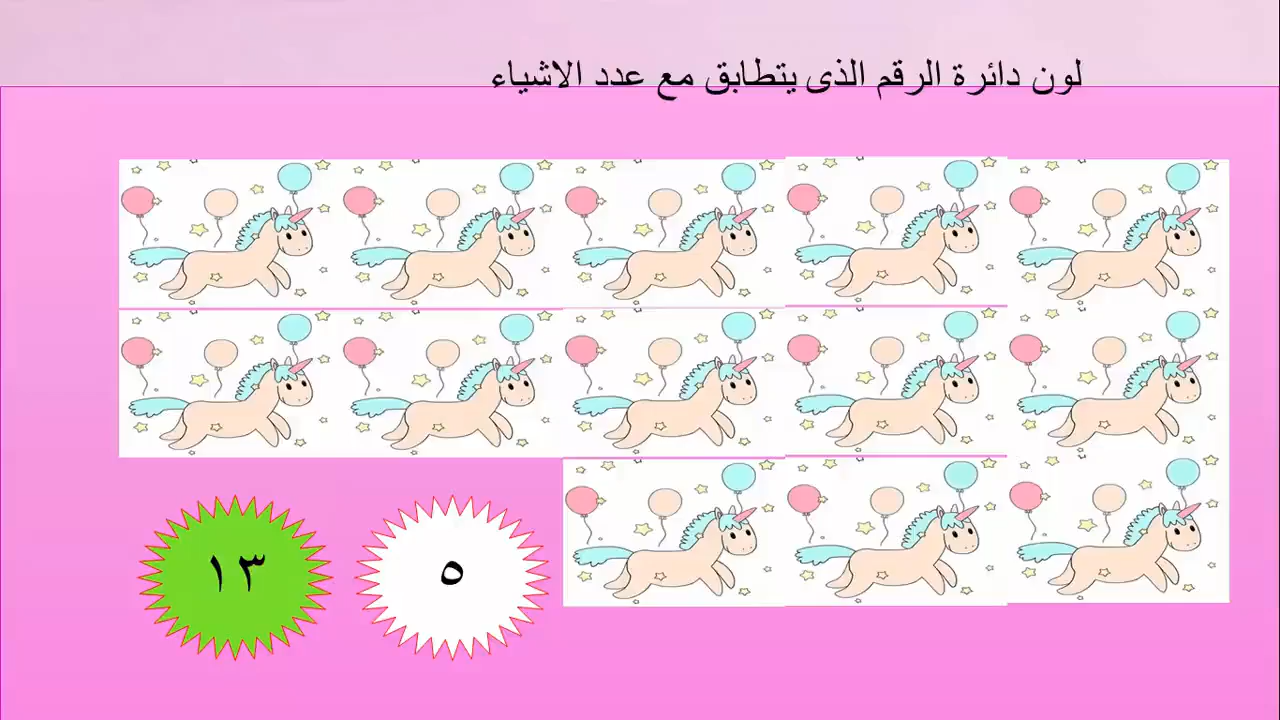 لون دائرة الرقم الذى يتطابق مع عدد الاشياء
٥
١٣